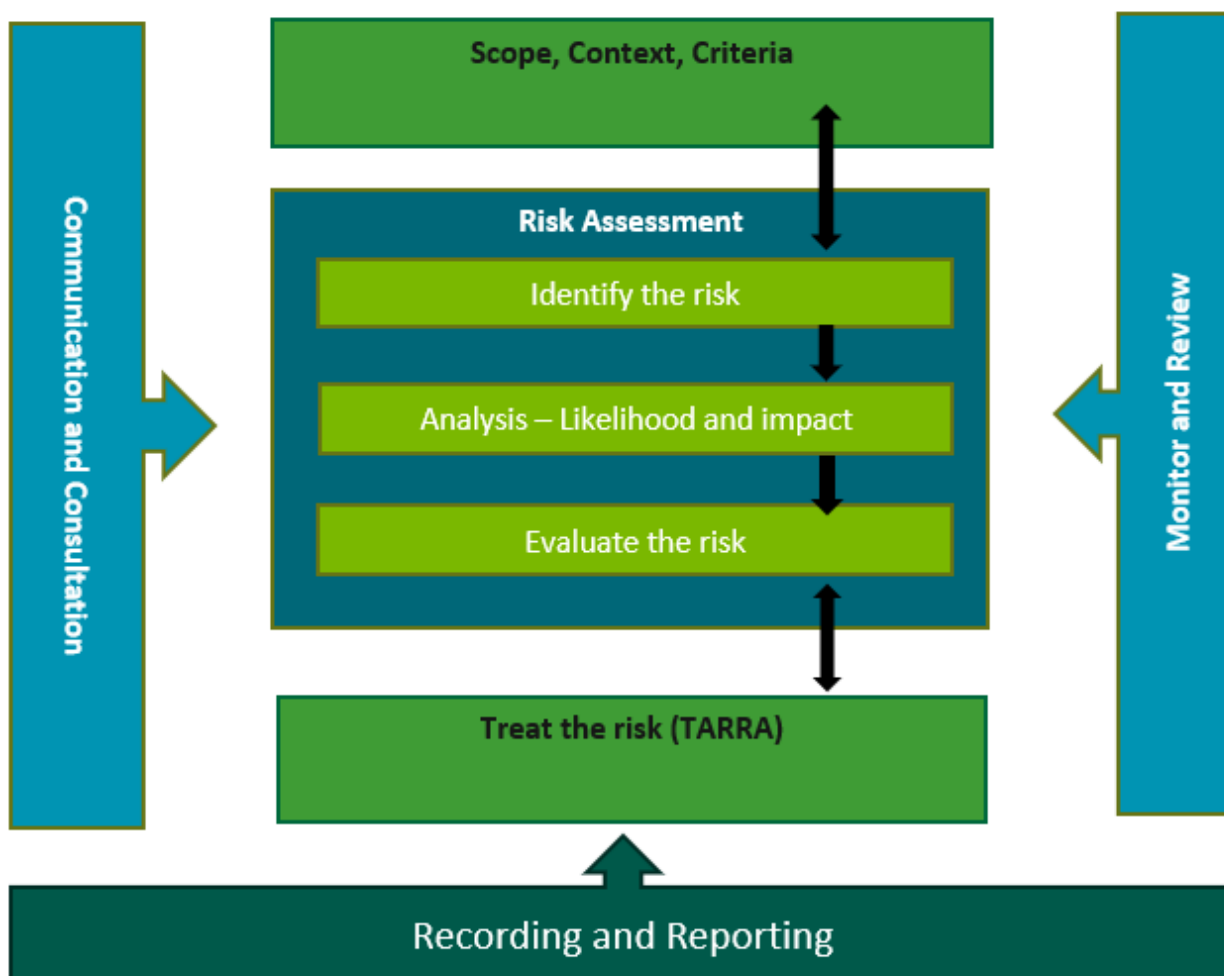 Scope, Context, Criteria
Communication and Consultation
Risk Assessment
Identify the risk
Analysis – Likelihood and impact
Evaluate the risk
Monitor and Review
Treat the risk (TARRA)
Recording and Reporting